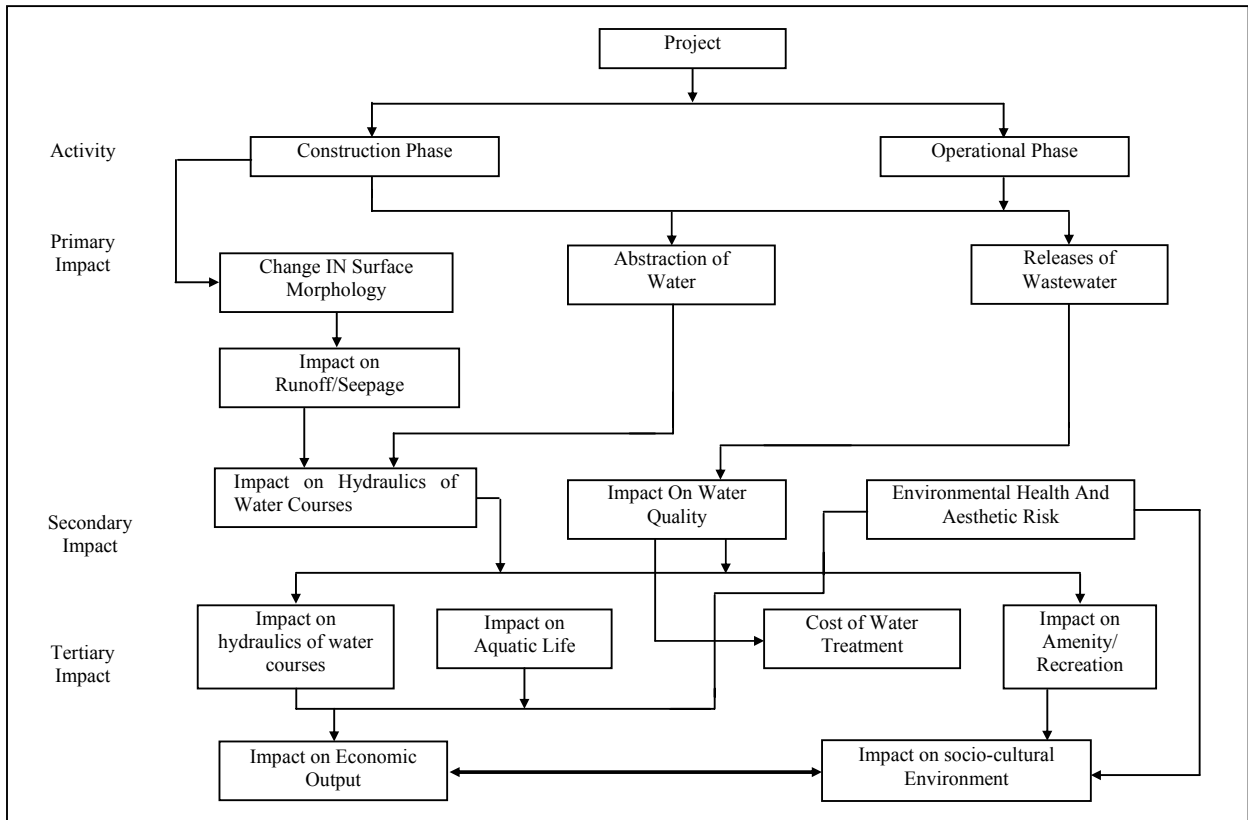 Project
Activity
Construction Phase
Operational Phase
Primary
Impact
Change IN Surface
Morphology
Abstraction of
Water
Releases of
Wastewater
Impact on
Runoff/Seepage
Secondary
Impact
Impact on Hydraulics of
Water Courses
Impact On Water
Quality
Environmental Health And
Aesthetic Risk
Tertiary
Impact
Impact on
hydraulics of water
courses
Impact on
Aquatic Life
Cost of Water
Treatment
Impact on
Amenity/
Recreation
Impact on Economic
Output
Impact on socio-cultural
Environment